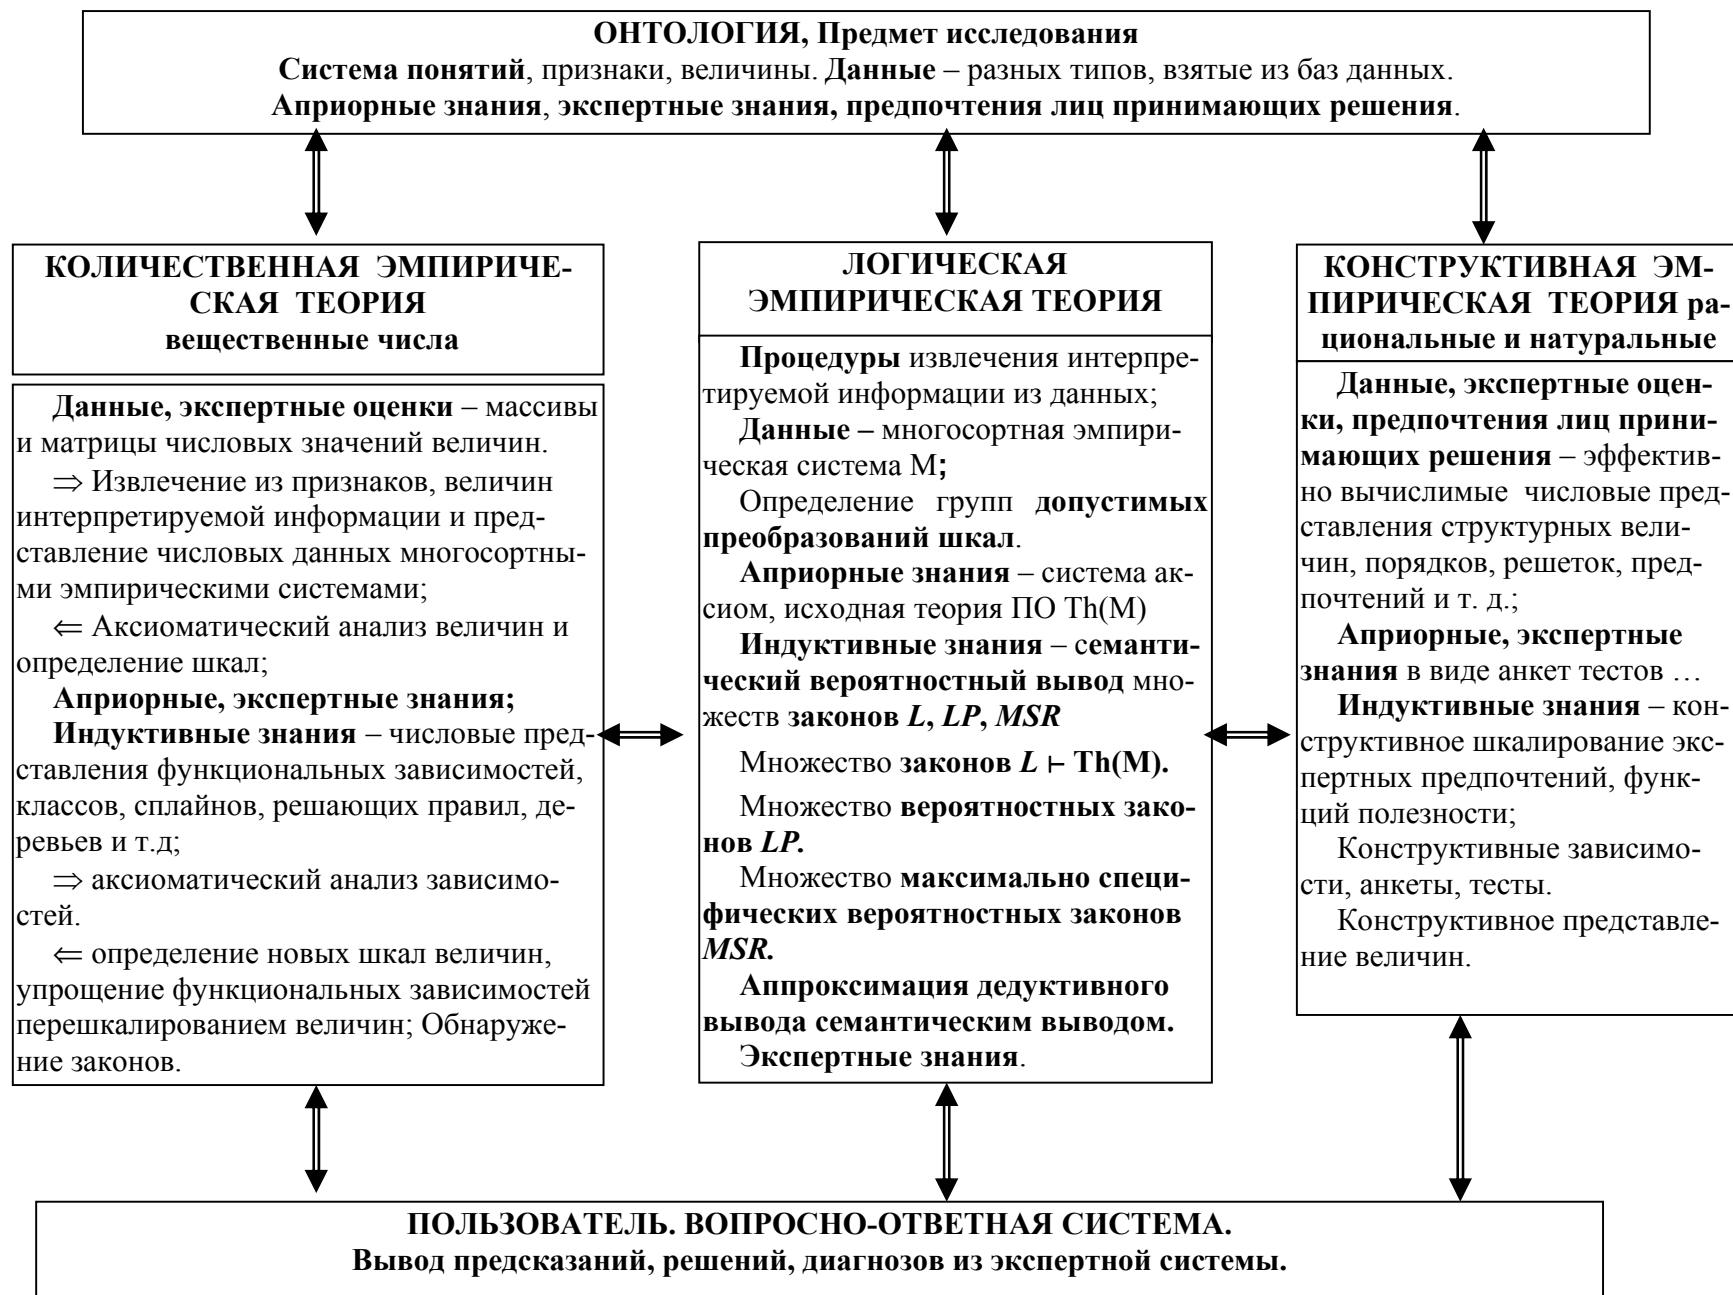 ОНТОЛОГИЯ, Предмет исследования
Система понятий, признаки, величины. Данные – разных типов, взятые из баз данных.
Априорные знания, экспертные знания, предпочтения лиц принимающих решения.
КОЛИЧЕСТВЕННАЯ ЭМПИРИЧЕ-
СКАЯ ТЕОРИЯ
вещественные числа
Данные, экспертные оценки – массивы
и матрицы числовых значений величин.
⇒ Извлечение из признаков, величин
интерпретируемой информации и пред-
ставление числовых данных многосортны-
ми эмпирическими системами;
⇐ Аксиоматический анализ величин и
определение шкал;
Априорные, экспертные знания;
Индуктивные знания – числовые пред-
ставления функциональных зависимостей,
классов, сплайнов, решающих правил, де-
ревьев и т.д;
⇒ аксиоматический анализ зависимо-
стей.
⇐ определение новых шкал величин,
упрощение функциональных зависимостей
перешкалированием величин; Обнаруже-
ние законов.
ЛОГИЧЕСКАЯ
ЭМПИРИЧЕСКАЯ ТЕОРИЯ
Процедуры извлечения интерпре-
тируемой информации из данных;
Данные – многосортная эмпири-
ческая система М;
Определение групп допустимых
преобразований шкал.
Априорные знания – система ак-
сиом, исходная теория ПО Th(M)
Индуктивные знания – семанти-
ческий вероятностный вывод мно-
жеств законов L, LP, MSR
Множество законов L ⊢ Th(M).
Множество вероятностных зако-
нов LP.
Множество максимально специ-
фических вероятностных законов
MSR.
Аппроксимация дедуктивного
вывода семантическим выводом.
Экспертные знания.
КОНСТРУКТИВНАЯ ЭМ-
ПИРИЧЕСКАЯ ТЕОРИЯ ра-
циональные и натуральные
Данные, экспертные оцен-
ки, предпочтения лиц прини-
мающих решения – эффектив-
но вычислимые числовые пред-
ставления структурных вели-
чин, порядков, решеток, пред-
почтений и т. д.;
Априорные, экспертные
знания в виде анкет тестов …
Индуктивные знания – кон-
структивное шкалирование экс-
пертных предпочтений, функ-
ций полезности;
Конструктивные зависимо-
сти, анкеты, тесты.
Конструктивное представле-
ние величин.
ПОЛЬЗОВАТЕЛЬ. ВОПРОСНО-ОТВЕТНАЯ СИСТЕМА.
Вывод предсказаний, решений, диагнозов из экспертной системы.